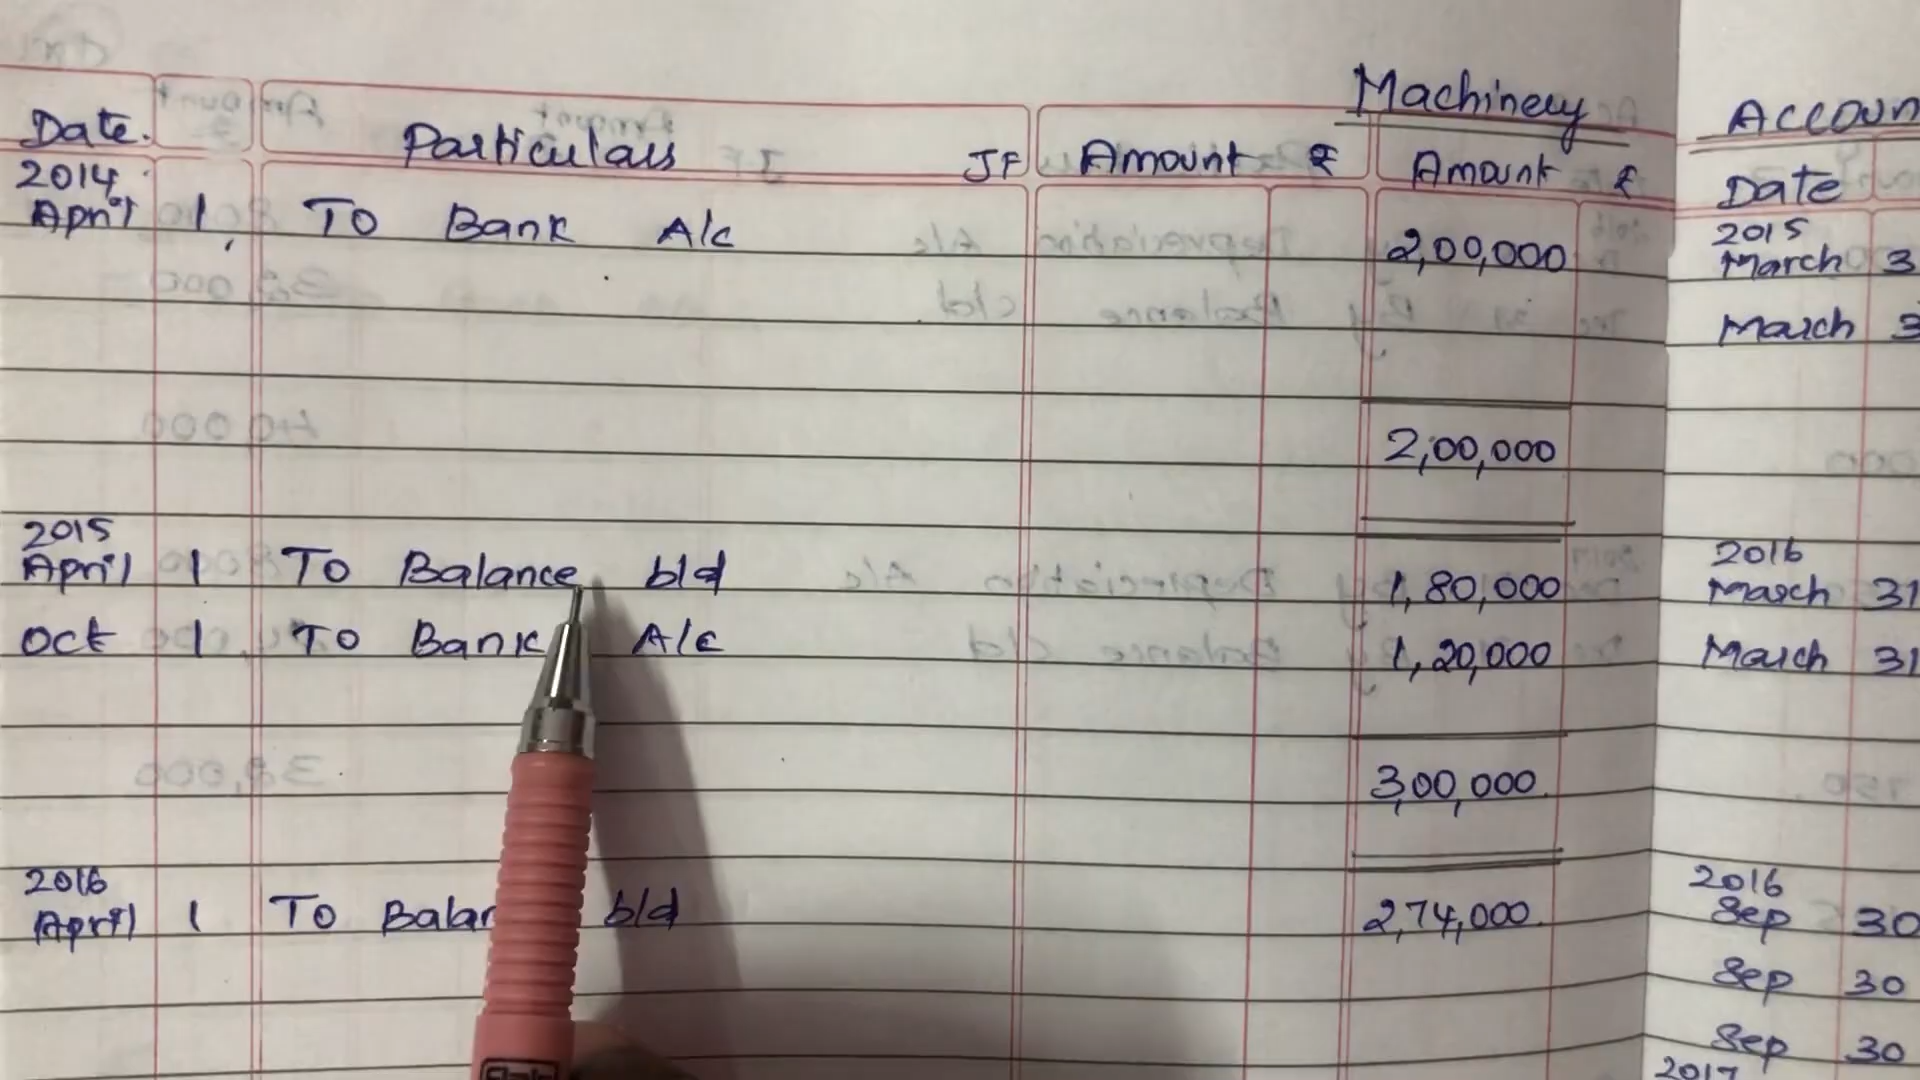 Machinery Account
Date. Particulars JF Amount ₹ Amount ₹ Date
2014
April 1, To Bank A/c 2,00,000
2015
March 3
March 3
2,00,000
2015
April 1 To Balance b/d 1,80,000
2016
March 31
Oct 1 To Bank A/c 1,20,000 March 31
3,00,000
2016
April 1 To b/d 2,74,000
2016
Sep 30
Sep 30
Sep 30
2017